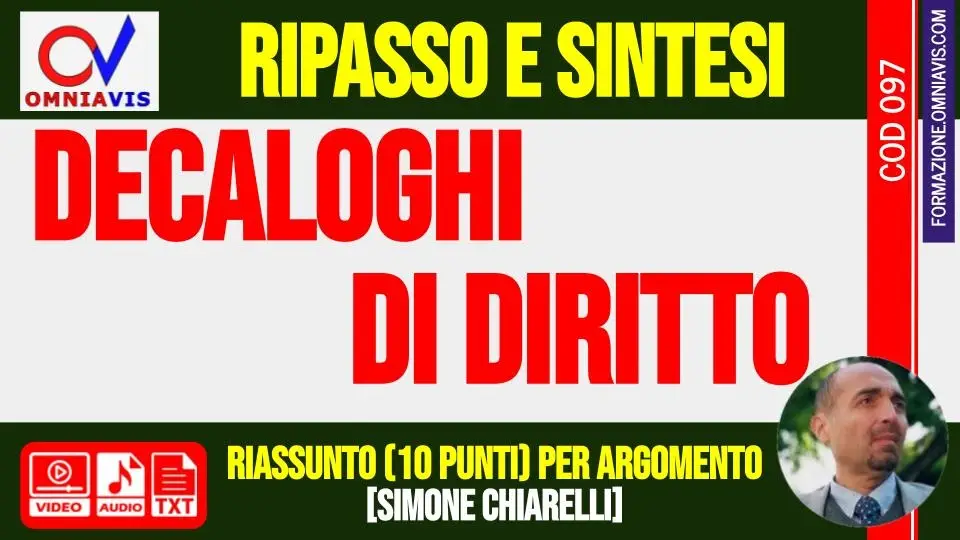 OMNIAVIS
RIPASSO E SINTESI
DECALOGHI
DI DIRITTO
COD 097
FORMAZIONE.OMNIAVIS.COM
VIDEO
AUDIO
TXT
RIASSUNTO (10 PUNTI) PER ARGOMENTO
[SIMONE CHIARELLI]